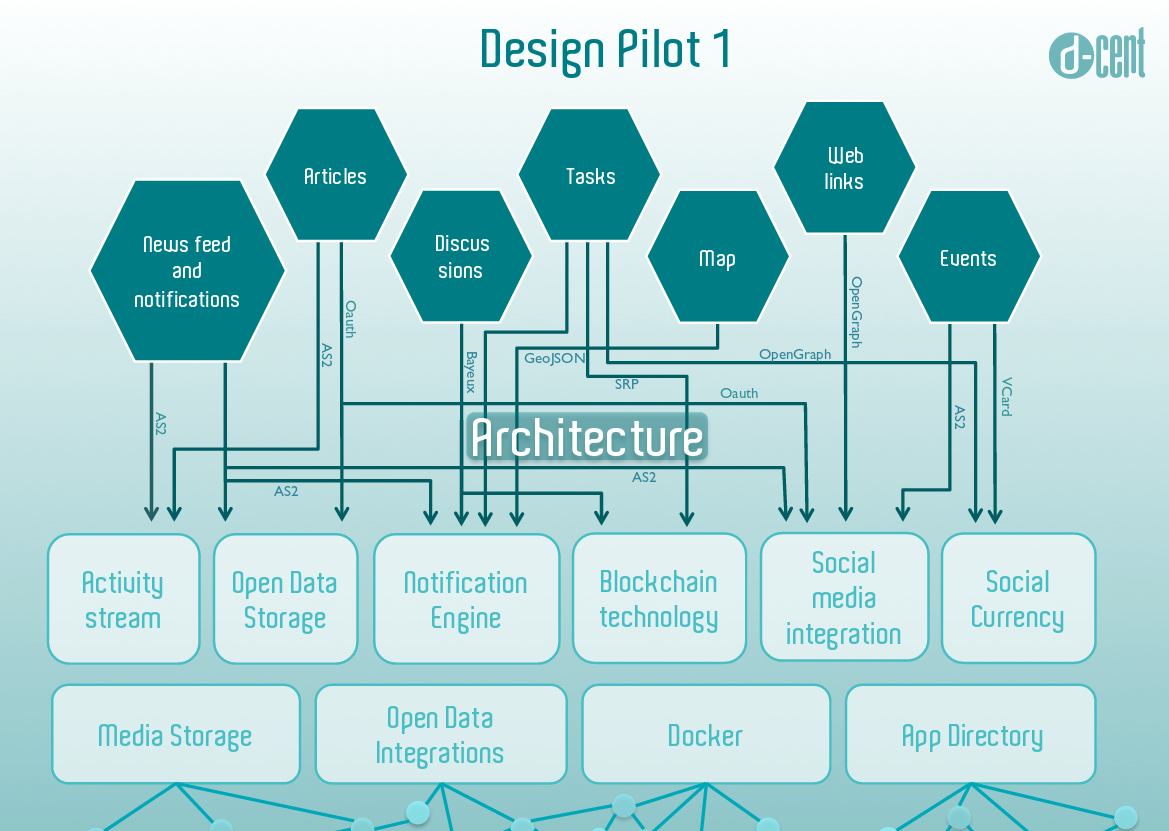 Design Pilot 1
d-cent
Articles
Tasks
Web
links
News feed
and
notifications
Discus
sions
Map
Events
Oauth
AS2
Bayeux
GeoJSON
SRP
OpenGraph
OpenGraph
Oauth
AS2
VCard
AS2
Architecture
AS2
AS2
Activity
stream
Open Data
Storage
Notification
Engine
Blockchain
technology
Social
media
integration
Social
Currency
Media Storage
Open Data
Integrations
Docker
App Directory